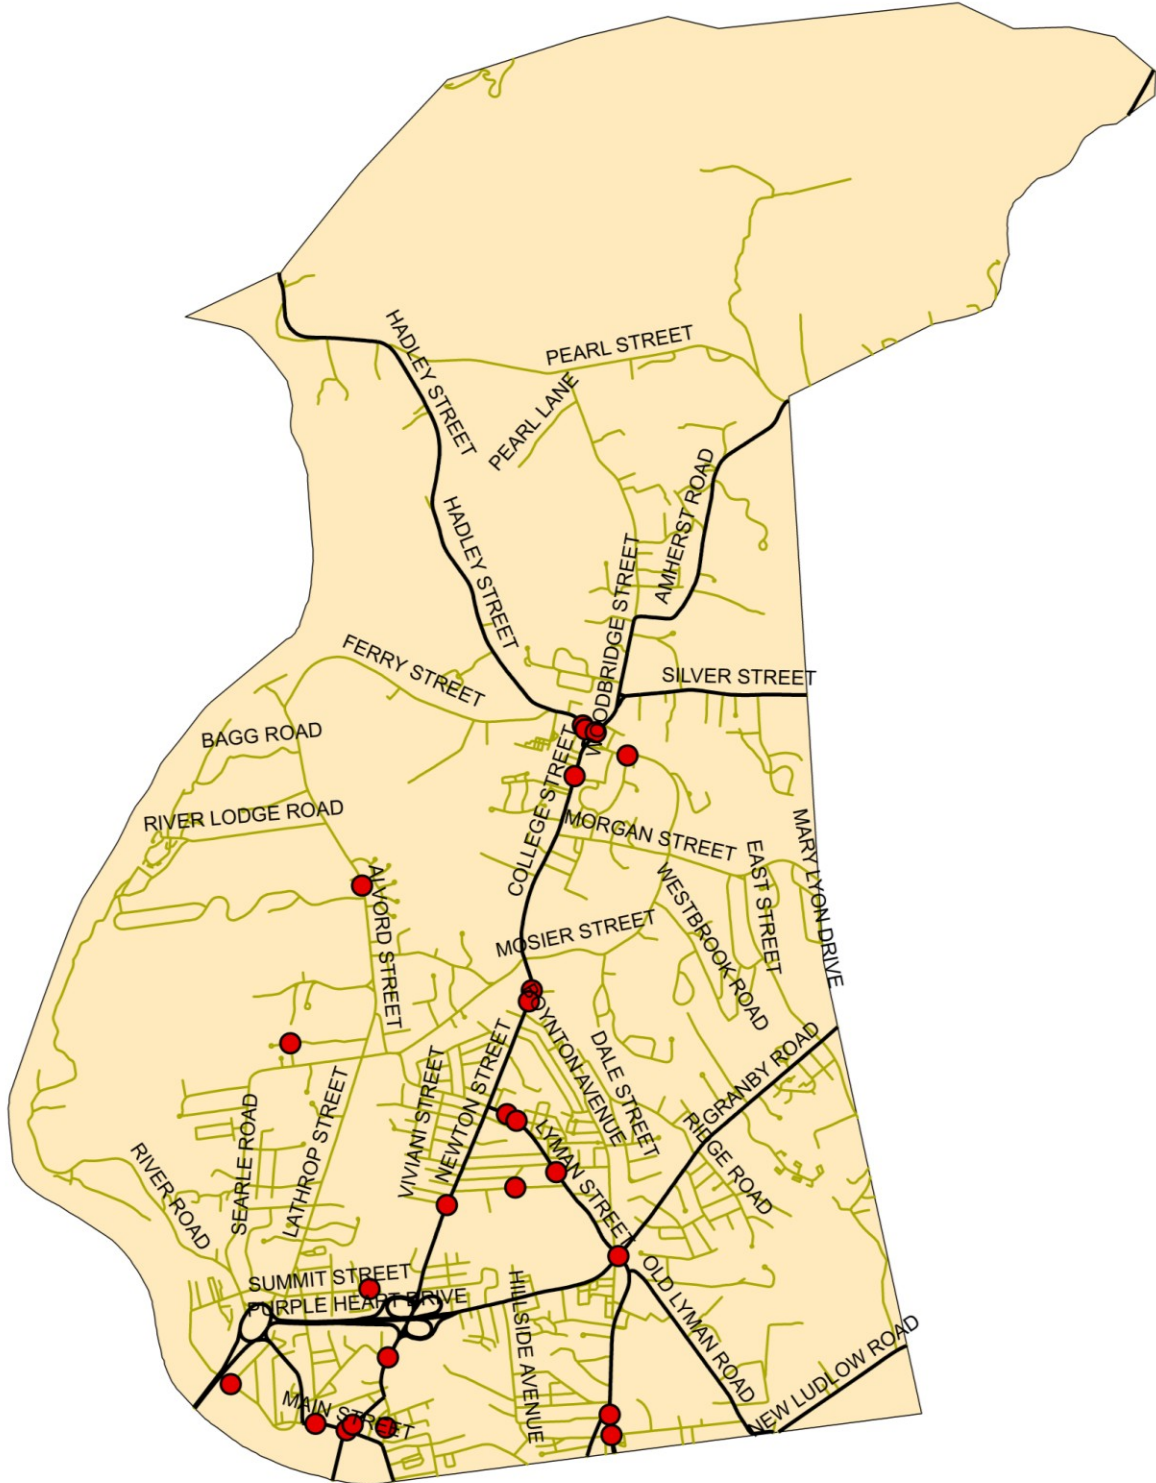 HADLEY STREET
PEARL STREET
PEARL LANE
HADLEY STREET
AMHERST ROAD
WOODBRIDGE STREET
FERRY STREET
SILVER STREET
BAGG ROAD
COLLEGE STREET
RIVER LODGE ROAD
MORGAN STREET
MARY LYON DRIVE
EAST STREET
ALVORD STREET
WESTBROOK ROAD
MOSIER STREET
BOYNTON AVENUE
NEWTON STREET
DALE STREET
GRANBY ROAD
VIVIANI STREET
LATHROP STREET
SEARLE ROAD
RIDGE ROAD
LYMAN STREET
RIVER ROAD
SUMMIT STREET
PURPLE HEART DRIVE
HILLSIDE AVENUE
OLD LYMAN ROAD
NEW LUDLOW ROAD
MAIN STREET